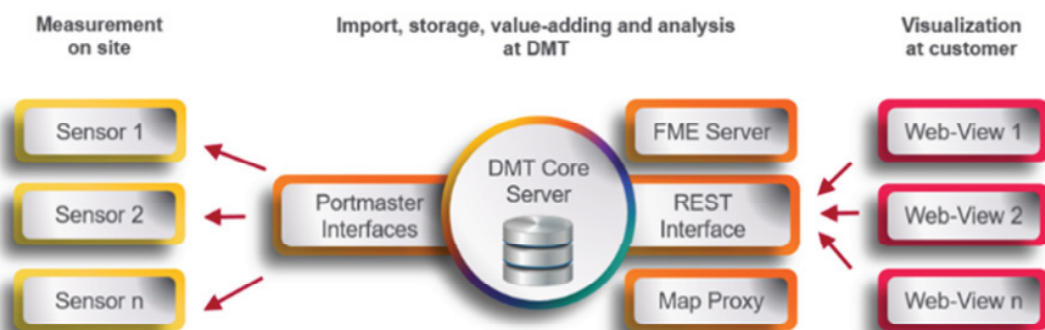 Measurement
on site
Import, storage, value-adding and analysis
at DMT
Visualization
at customer
Sensor 1
Sensor 2
Sensor n
Portmaster
Interfaces
DMT Core
Server
FME Server
REST
Interface
Map Proxy
Web-View 1
Web-View 2
Web-View n